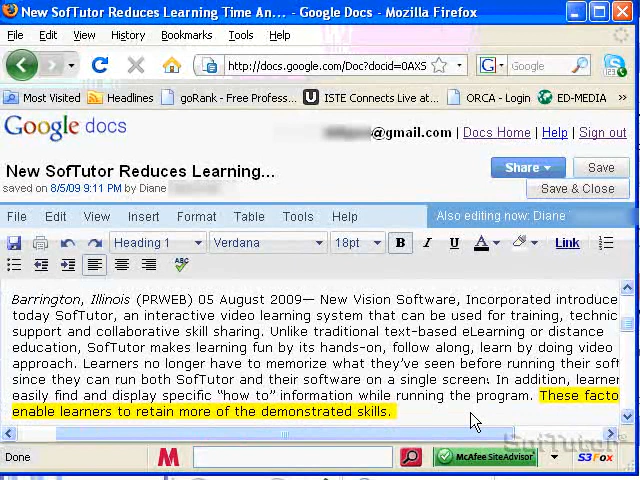 New SofTutor Reduces Learning Time An... - Google Docs - Mozilla Firefox
File Edit View History Bookmarks Tools Help
http://docs.google.com/Doc?docid=0AX5
Google
Most Visited Headlines goRank - Free Profess... ISTE Connects Live at... ORCA - Login ED-MEDIA »
Google docs
@gmail.com | Docs Home | Help | Sign out
New SofTutor Reduces Learning...
Share Save
saved on 8/5/09 9:11 PM by Diane
Save & Close
File Edit View Insert Format Table Tools Help
Also editing now: Diane
Heading 1 Verdana 18pt B I U A Link
ABC
Barrington, Illinois (PRWEB) 05 August 2009— New Vision Software, Incorporated introduce
today SofTutor, an interactive video learning system that can be used for training, technic
support and collaborative skill sharing. Unlike traditional text-based eLearning or distance
education, SofTutor makes learning fun by its hands-on, follow along, learn by doing video
approach. Learners no longer have to memorize what they've seen before running their soft
since they can run both SofTutor and their software on a single screen. In addition, learner
easily find and display specific “how to” information while running the program. These facto
enable learners to retain more of the demonstrated skills.
SofTutor
Done
M
McAfee SiteAdvisor
S3Fox